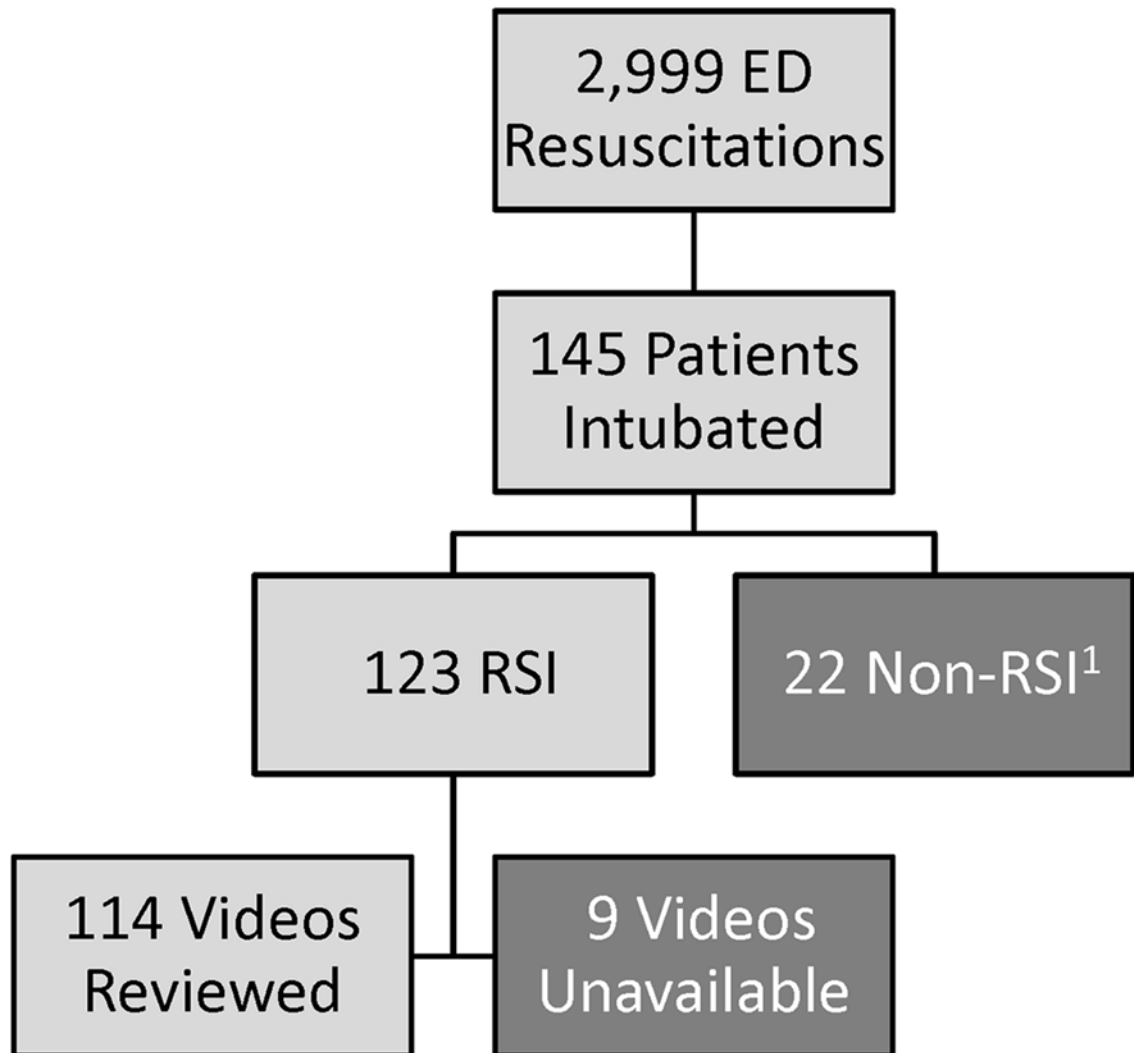 2,999 ED
Resuscitations
145 Patients
Intubated
123 RSI
22 Non-RSI¹
114 Videos
Reviewed
9 Videos
Unavailable